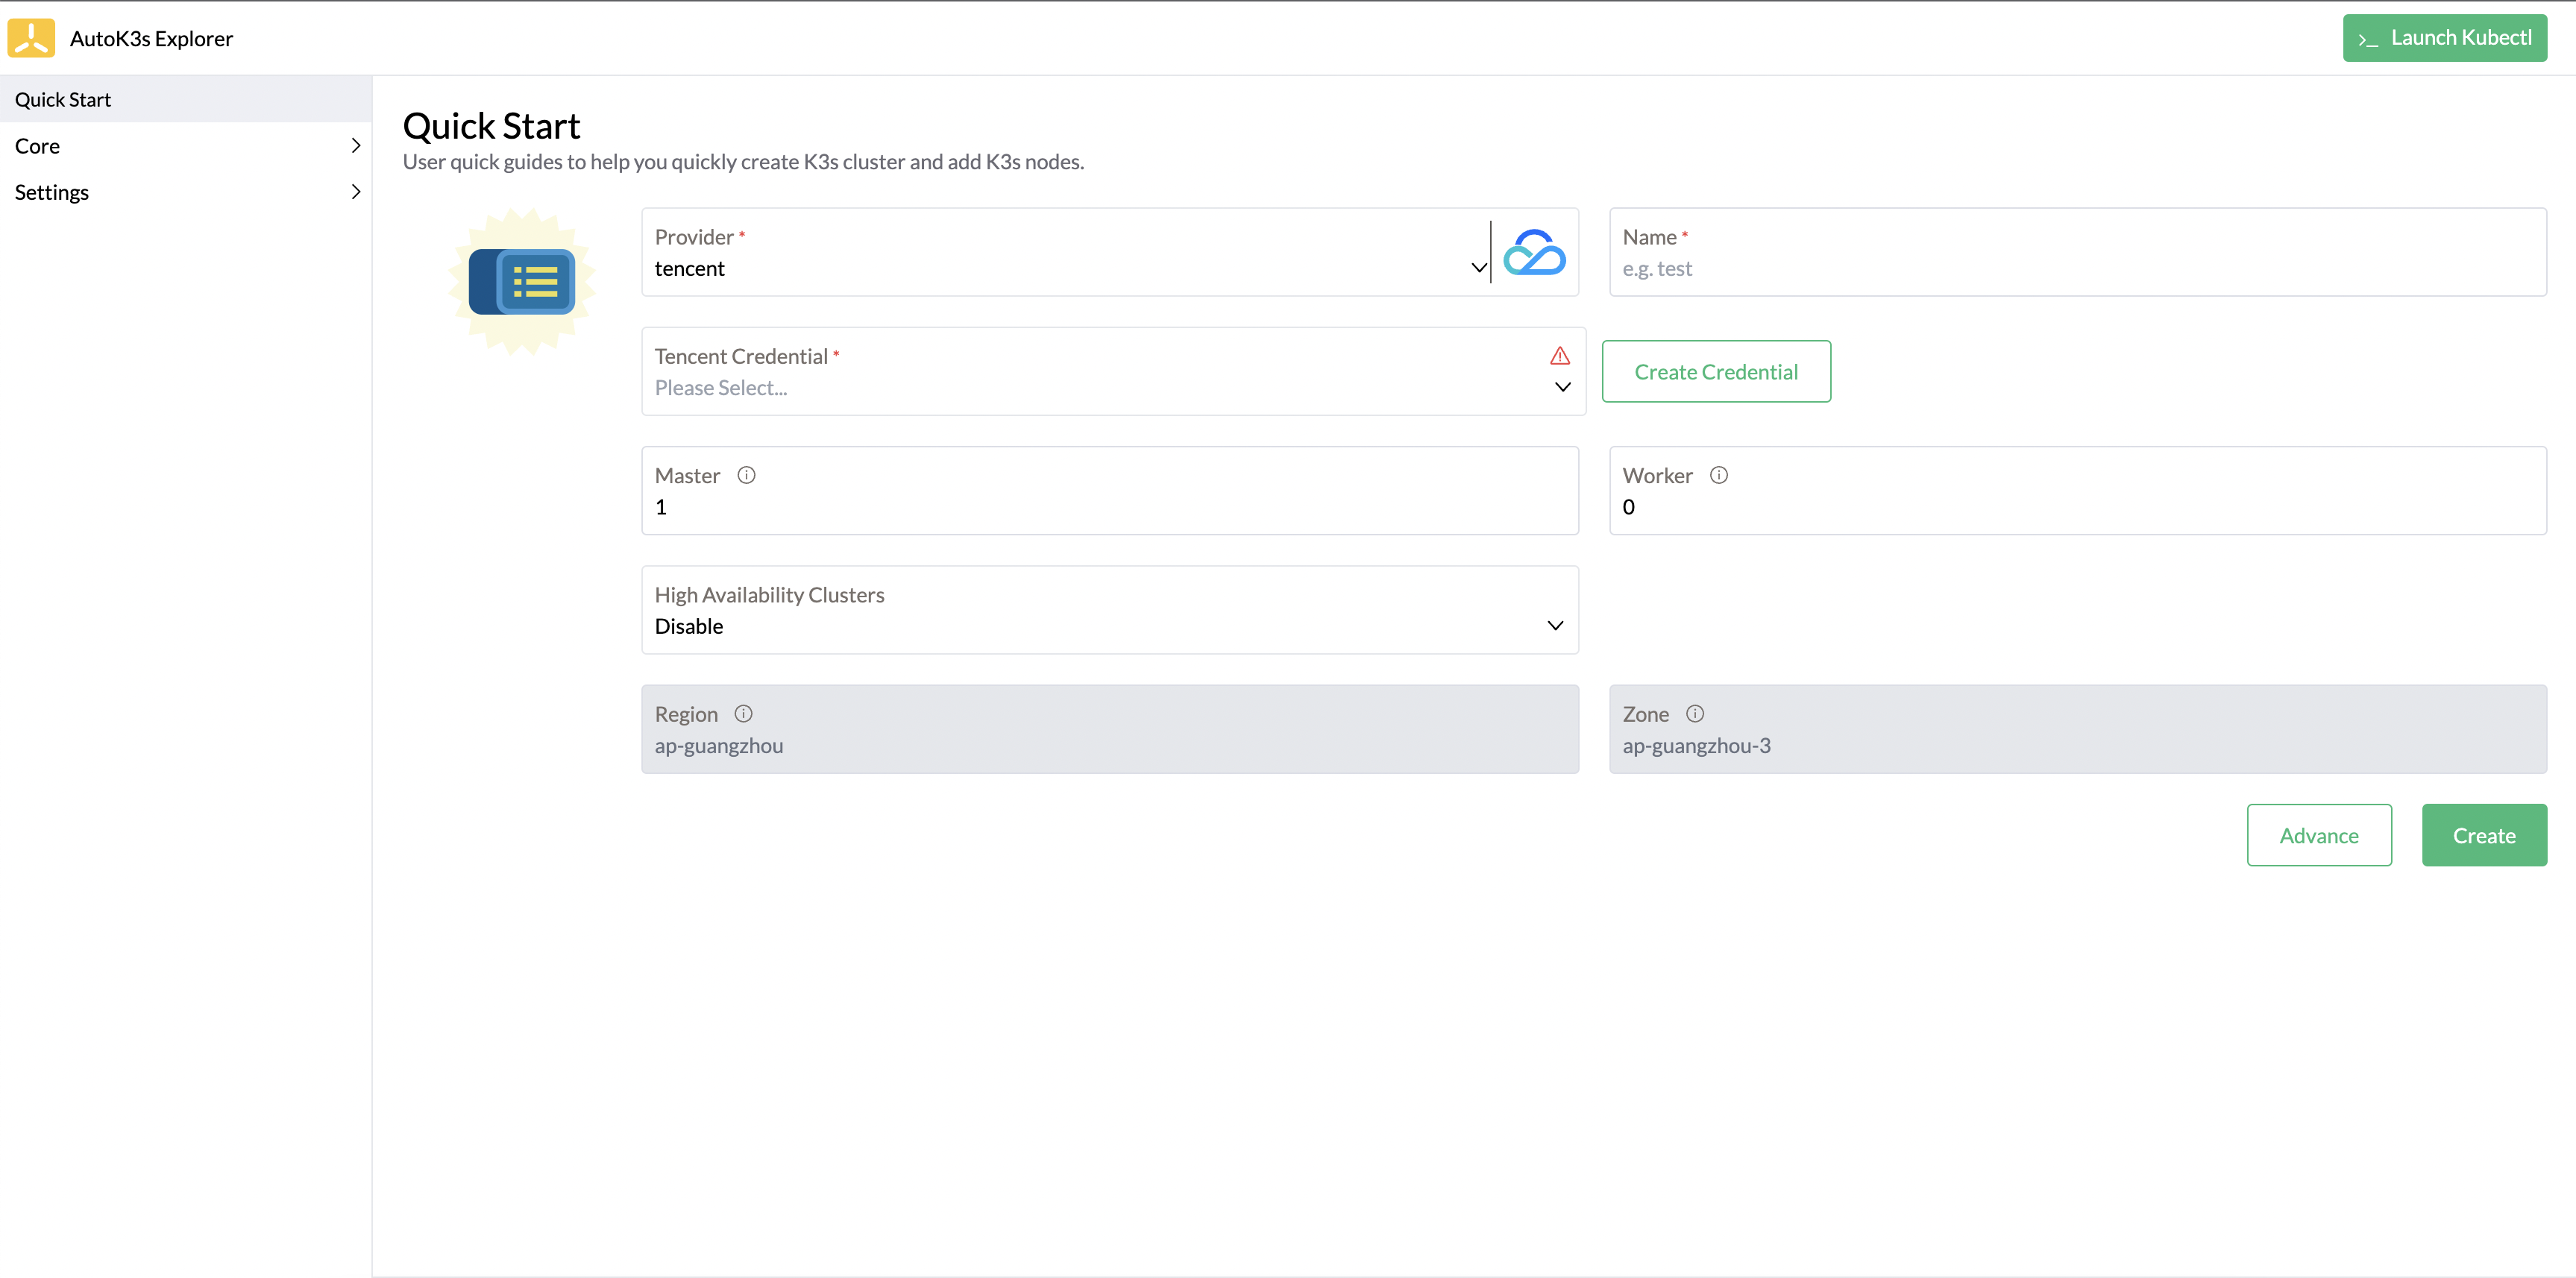 AutoK3s Explorer
>_ Launch Kubectl
Quick Start
Core
Settings
Quick Start
User quick guides to help you quickly create K3s cluster and add K3s nodes.
Provider *
tencent
Name *
e.g. test
Tencent Credential *
Please Select...
Create Credential
Master
1
Worker
0
High Availability Clusters
Disable
Region
ap-guangzhou
Zone
ap-guangzhou-3
Advance
Create